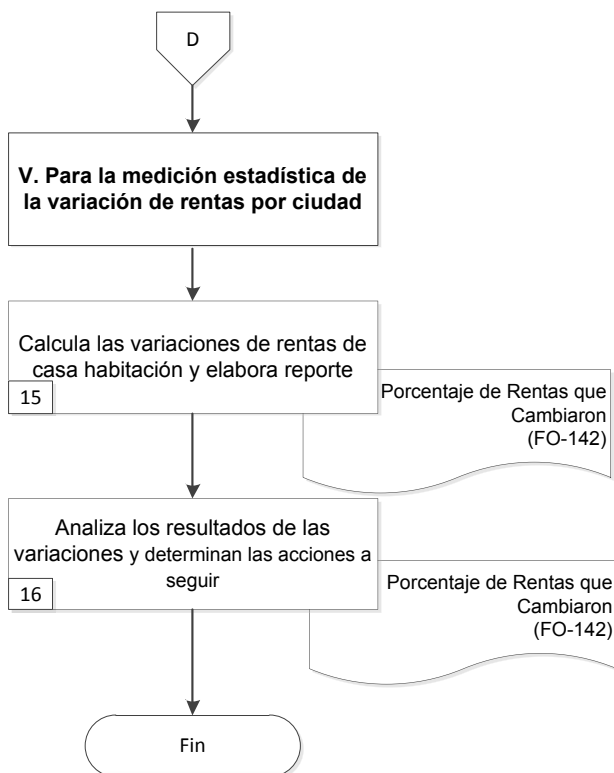 D
V. Para la medición estadística de
la variación de rentas por ciudad
Calcula las variaciones de rentas de
casa habitación y elabora reporte
15
Porcentaje de Rentas que
Cambiaron
(FO-142)
Analiza los resultados de las
variaciones y determinan las acciones a
seguir
16
Porcentaje de Rentas que
Cambiaron
(FO-142)
Fin